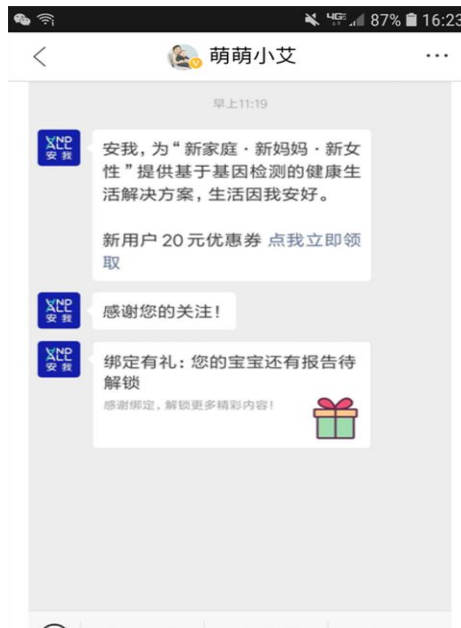 4GE 87% 16:23
萌萌小艾
早上11:19
安我，为“新家庭·新妈妈·新女
性”提供基于基因检测的健康生
活解决方案，生活因我安好。
新用户 20 元优惠券 点我立即领
取
安我
感谢您的关注！
安我
绑定有礼：您的宝宝还有报告待
解锁
感谢绑定，解锁更多精彩内容！
安我